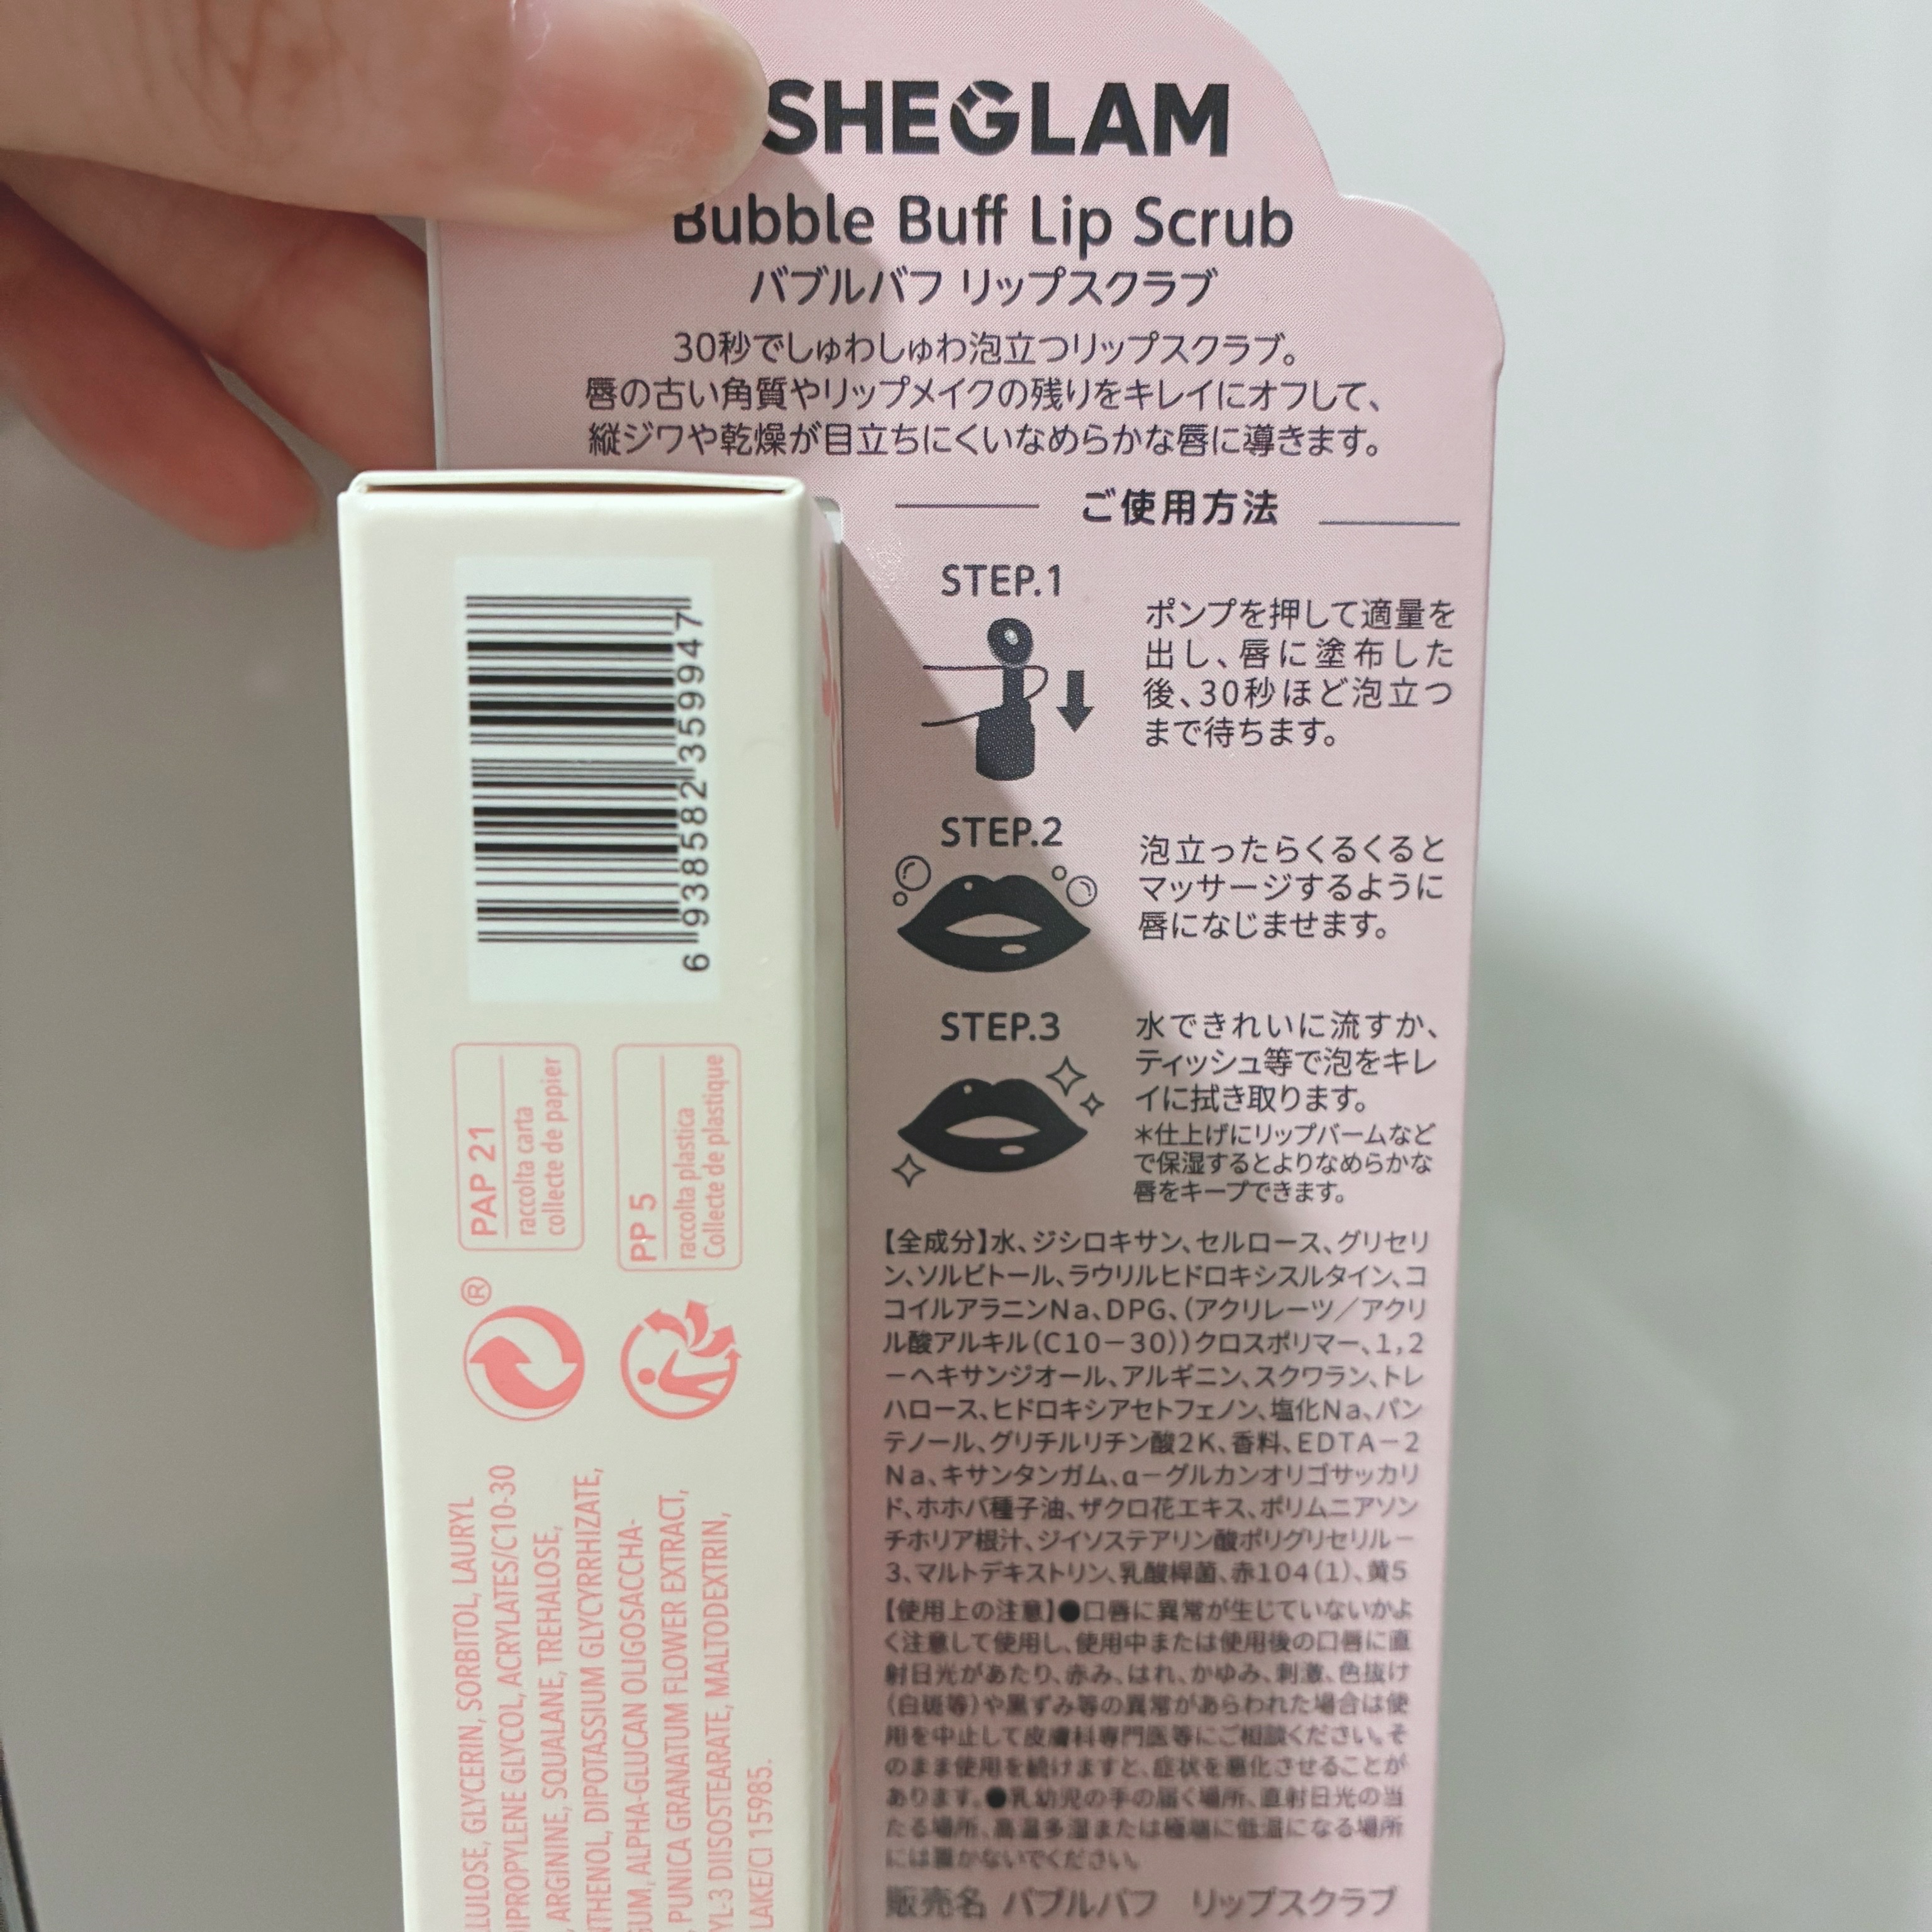 SHEGLAM
Bubble Buff Lip Scrub
バブルバフ リップスクラブ
30秒でしゅわしゅわ泡立つリップスクラブ。
唇の古い角質やリップメイクの残りをキレイにオフして、
縦ジワや乾燥が目立ちにくいなめらかな唇に導きます。
ご使用方法
STEP.1
ポンプを押して適量を
出し、唇に塗布した
後、30秒ほど泡立つ
まで待ちます。
STEP.2
泡立ったらくるくると
マッサージするように
唇になじませます。
STEP.3
水できれいに流すか、
ティッシュ等で泡をキレ
イに拭き取ります。
*仕上げにリップバームなど
で保湿するとよりなめらかな
唇をキープできます。
【全成分】水、ジシロキサン、セルロース、グリセリ
ン、ソルビトール、ラウリルヒドロキシスルタイン、コ
コイルアラニンNa、DPG、(アクリレーツ/アクリ
ル酸アルキル(C10-30))クロスポリマー、1,2
-ヘキサンジオール、アルギニン、スクワラン、トレ
ハロース、ヒドロキシアセトフェノン、塩化Na、パン
テノール、グリチルリチン酸2K、香料、EDTA-2
Na、キサンタンガム、α-グルカンオリゴサッカリ
ド、ホホバ種子油、ザクロ花エキス、ポリムニアソン
チホリア根汁、ジイソステアリン酸ポリグリセリル-
3、マルトデキストリン、乳酸桿菌、赤104(1)、黄5
【使用上の注意】●口唇に異常が生じていないかよ
く注意して使用し、使用中または使用後の口唇に直
射日光があたり、赤み、はれ、かゆみ、刺激、色抜け
(白斑等)や黒ずみ等の異常があらわれた場合は使
用を中止して皮膚科専門医等にご相談ください。そ
のまま使用を続けますと、症状を悪化させることが
あります。●乳幼児の手の届く場所、直射日光の当
たる場所、高温多湿または極端に低温になる場所
には置かないでください。
販売名 バブルバフ リップスクラブ
6 938582 359947
PAP 21
raccolta carta
collecte de papier
PP 5
raccolta plastica
Collecte de plastique
®
LULOSE, GLYCERIN, SORBITOL, LAURYL
DIPROPYLENE GLYCOL, ACRYLATES/C10-30
, ARGININE, SQUALANE, TREHALOSE,
NTHENOL, DIPOTASSIUM GLYCYRRHIZATE,
GUM, ALPHA-GLUCAN OLIGOSACCHA-
, PUNICA GRANATUM FLOWER EXTRACT,
YL-3 DIISOSTEARATE, MALTODEXTRIN,
LAKE/CI 15985.